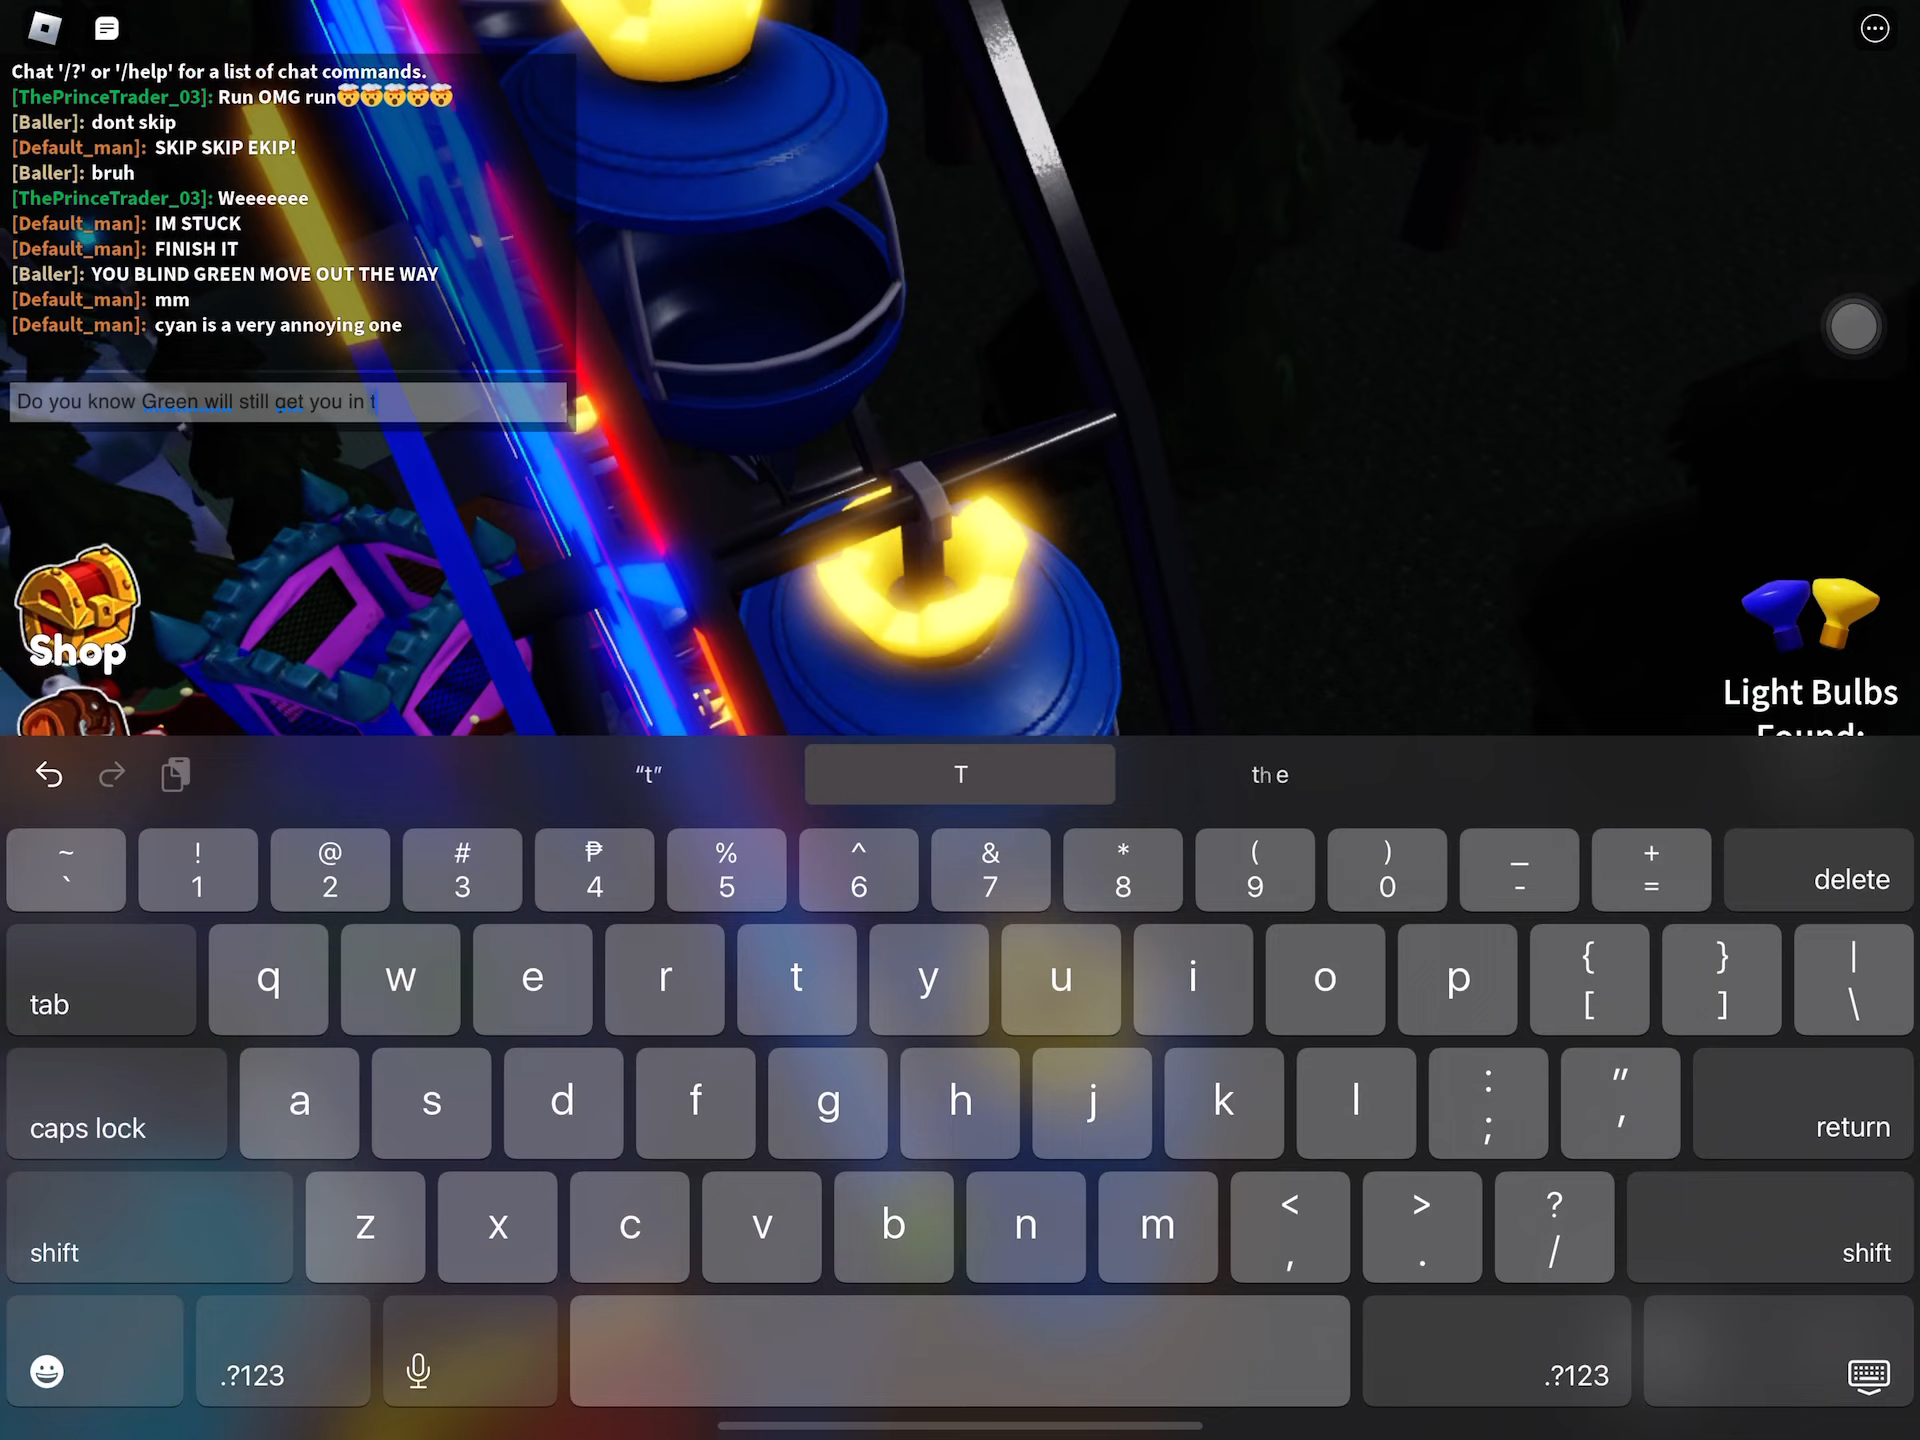 Chat '/?' or '/help' for a list of chat commands.
[ThePrinceTrader_03]: Run OMG run🤯🤯🤯🤯🤯
[Baller]: dont skip
[Default_man]: SKIP SKIP EKIP!
[Baller]: bruh
[ThePrinceTrader_03]: Weeeeeee
[Default_man]: IM STUCK
[Default_man]: FINISH IT
[Baller]: YOU BLIND GREEN MOVE OUT THE WAY
[Default_man]: mm
[Default_man]: cyan is a very annoying one
Do you know Green will still get you in t
Shop
Light Bulbs
Found:
“t” T the
~ ! @ # ₱ % ^ & * ( ) _ +
` 1 2 3 4 5 6 7 8 9 0 - = delete
tab q w e r t y u i o p { [ } ] | \
caps lock a s d f g h j k l : ; " ' return
shift z x c v b n m < , > . ? / shift
.?123 .?123